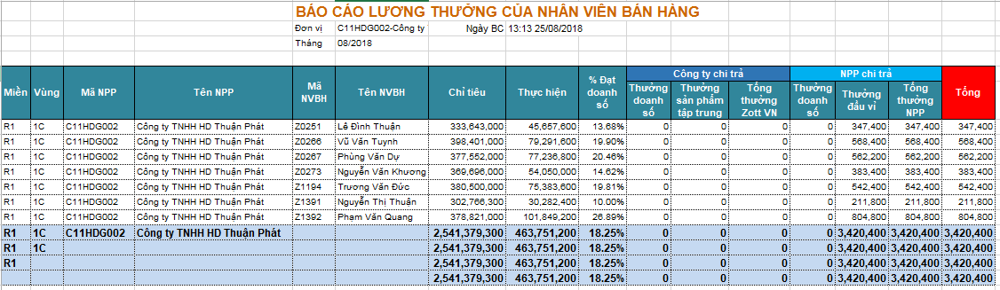 BÁO CÁO LƯƠNG THƯỞNG CỦA NHÂN VIÊN BÁN HÀNG
Đơn vị C11HDG002-Công ty Ngày BC 13:13 25/08/2018
Tháng 08/2018
Miền Vùng Mã NPP Tên NPP Mã NVBH Tên NVBH Chỉ tiêu Thực hiện % Đạt doanh số Công ty chi trả NPP chi trả Tổng
Thưởng doanh số Thưởng sản phẩm tập trung Tổng thưởng Zott VN Thưởng doanh số Thưởng đầu vỉ Tổng thưởng NPP
R1 1C C11HDG002 Công ty TNHH HD Thuận Phát Z0251 Lê Đình Thuận 333,643,000 45,657,600 13.68% 0 0 0 0 347,400 347,400 347,400
R1 1C C11HDG002 Công ty TNHH HD Thuận Phát Z0266 Vũ Văn Tuynh 398,401,000 79,291,600 19.90% 0 0 0 0 568,400 568,400 568,400
R1 1C C11HDG002 Công ty TNHH HD Thuận Phát Z0267 Phùng Văn Dự 377,552,000 77,236,800 20.46% 0 0 0 0 562,200 562,200 562,200
R1 1C C11HDG002 Công ty TNHH HD Thuận Phát Z0273 Nguyễn Văn Khương 369,696,000 54,050,000 14.62% 0 0 0 0 383,400 383,400 383,400
R1 1C C11HDG002 Công ty TNHH HD Thuận Phát Z1194 Trương Văn Đức 380,500,000 75,383,600 19.81% 0 0 0 0 542,400 542,400 542,400
R1 1C C11HDG002 Công ty TNHH HD Thuận Phát Z1391 Nguyễn Thị Thuận 302,766,300 30,282,400 10.00% 0 0 0 0 211,800 211,800 211,800
R1 1C C11HDG002 Công ty TNHH HD Thuận Phát Z1392 Phạm Văn Quang 378,821,000 101,849,200 26.89% 0 0 0 0 804,800 804,800 804,800
R1 1C C11HDG002 Công ty TNHH HD Thuận Phát 2,541,379,300 463,751,200 18.25% 0 0 0 0 3,420,400 3,420,400 3,420,400
R1 1C 2,541,379,300 463,751,200 18.25% 0 0 0 0 3,420,400 3,420,400 3,420,400
R1 2,541,379,300 463,751,200 18.25% 0 0 0 0 3,420,400 3,420,400 3,420,400
2,541,379,300 463,751,200 18.25% 0 0 0 0 3,420,400 3,420,400 3,420,400